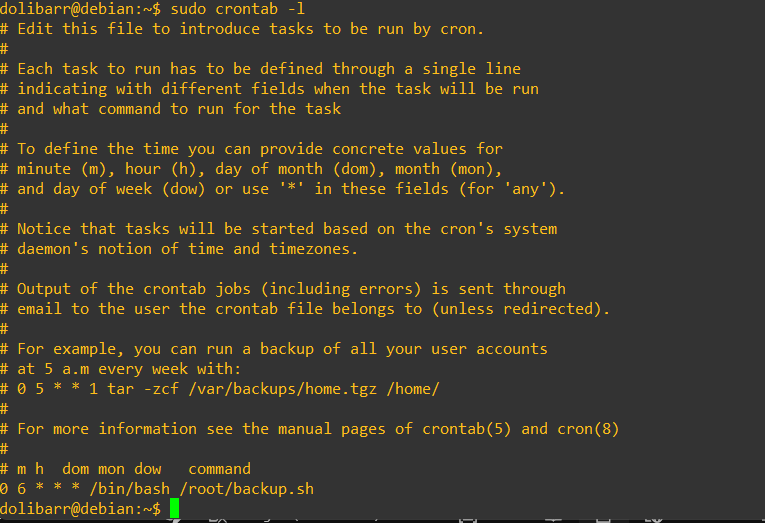 dolibarr@debian:~$ sudo crontab -l
# Edit this file to introduce tasks to be run by cron.
#
# Each task to run has to be defined through a single line
# indicating with different fields when the task will be run
# and what command to run for the task
#
# To define the time you can provide concrete values for
# minute (m), hour (h), day of month (dom), month (mon),
# and day of week (dow) or use '*' in these fields (for 'any').
#
# Notice that tasks will be started based on the cron's system
# daemon's notion of time and timezones.
#
# Output of the crontab jobs (including errors) is sent through
# email to the user the crontab file belongs to (unless redirected).
#
# For example, you can run a backup of all your user accounts
# at 5 a.m every week with:
# 0 5 * * 1 tar -zcf /var/backups/home.tgz /home/
#
# For more information see the manual pages of crontab(5) and cron(8)
#
# m h  dom mon dow   command
0 6 * * * /bin/bash /root/backup.sh
dolibarr@debian:~$